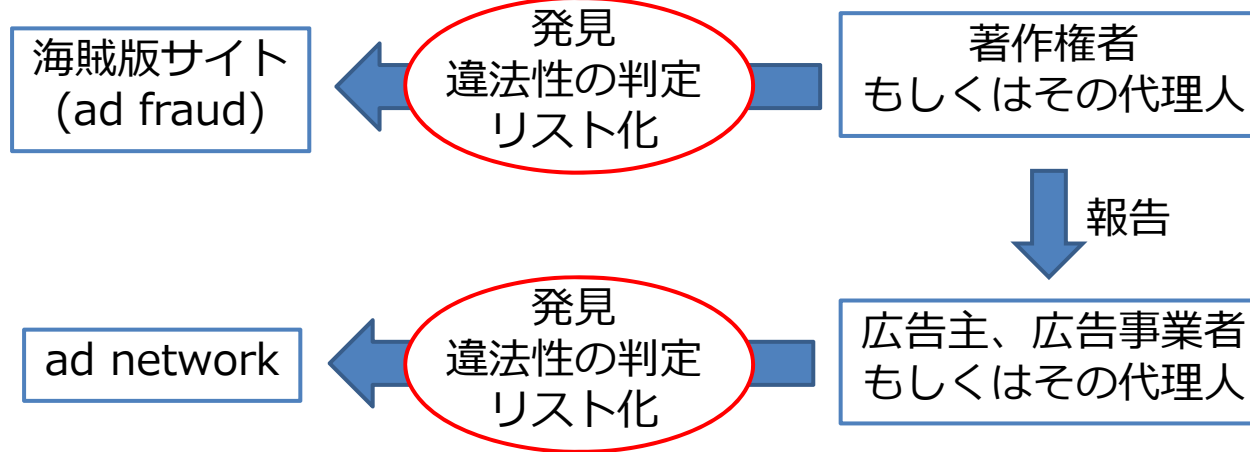 海賊版サイト
(ad fraud)
発見
違法性の判定
リスト化
著作権者
もしくはその代理人
報告
ad network
発見
違法性の判定
リスト化
広告主、広告事業者
もしくはその代理人